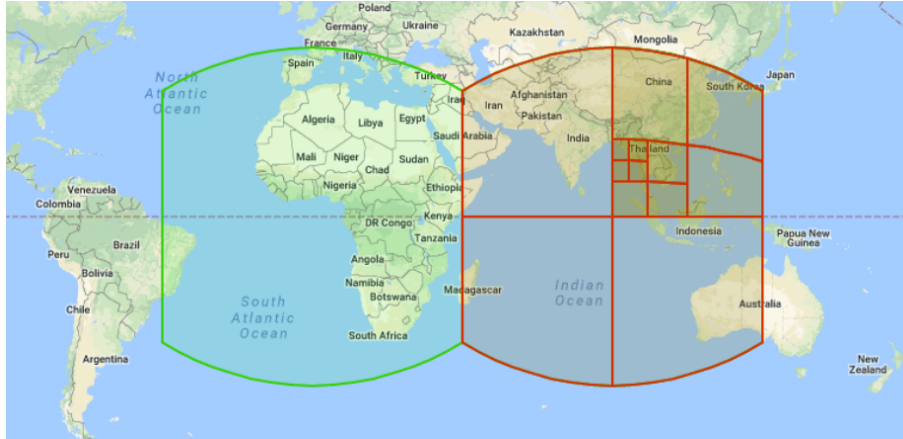 Poland
Germany
Ukraine
Kazakhstan
Mongolia
France
Italy
Spain
Turkey
North
Atlantic
Ocean
China
South Korea
Japan
Iraq
Iran
Afghanistan
Pakistan
Algeria
Libya
Egypt
Saudi Arabia
India
Thailand
Mali
Niger
Chad
Sudan
Nigeria
Ethiopia
Venezuela
Colombia
DR Congo
Kenya
Tanzania
Indonesia
Papua New
Guinea
Peru
Brazil
Bolivia
Angola
Namibia
Botswana
Madagascar
Indian
Ocean
Chile
South
Atlantic
Ocean
South Africa
Australia
Argentina
New
Zealand